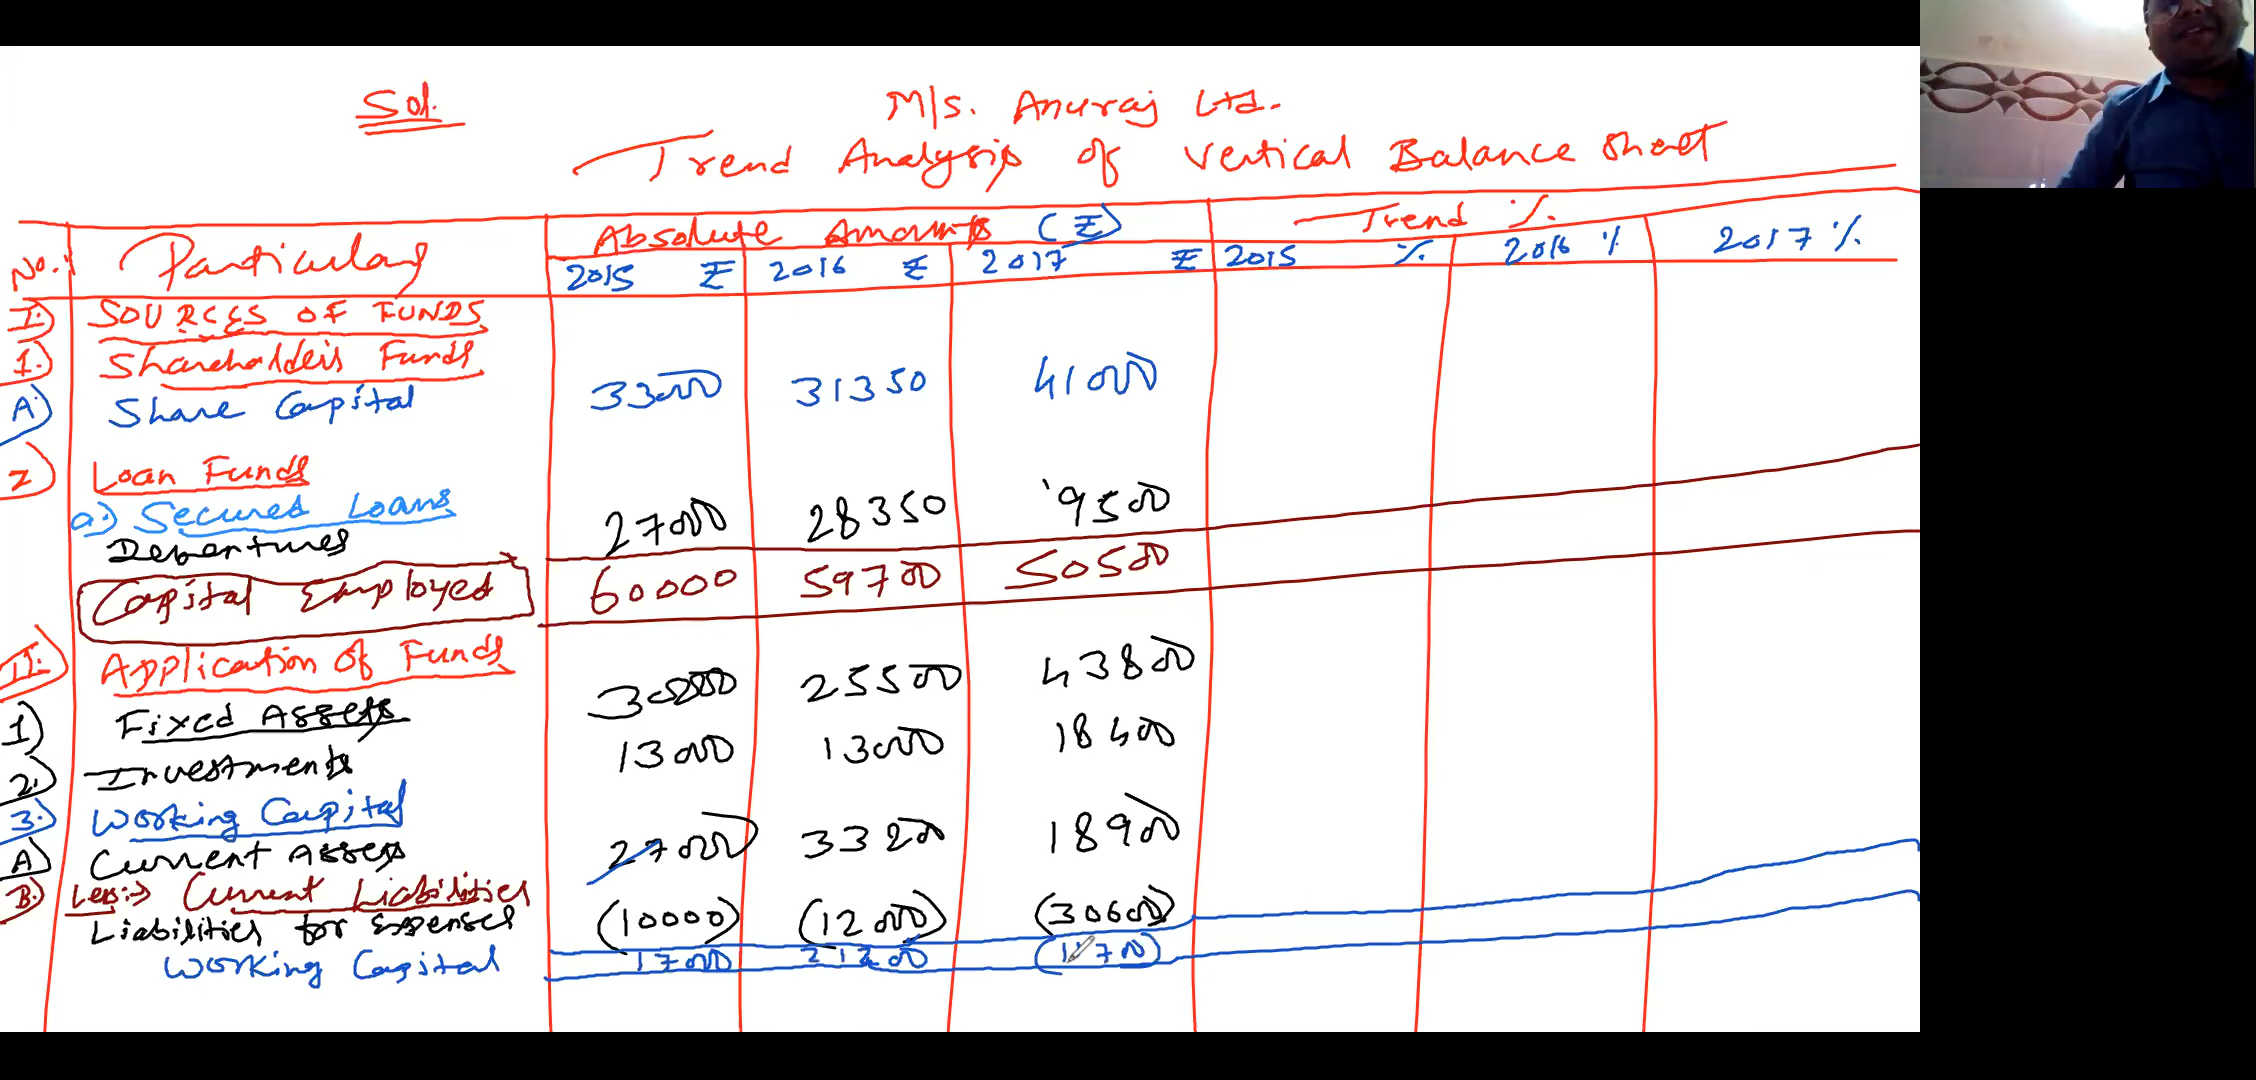 Sol.
M/s. Anuraj Ltd.
Trend Analysis of Vertical Balance Sheet
No. Particulars Absolute Amounts (₹) Trend %
2015 ₹ 2016 ₹ 2017 ₹ 2015 % 2016 % 2017 %
I) SOURCES OF FUNDS
1.) Shareholder's Funds
A.) Share Capital 33000 31350 41000
2) Loan Funds
a.) Secured Loans
Debentures 27000 28350 9500
Capital Employed 60000 59700 50500
II.) Application Of Funds
1) Fixed Assets 30000 25500 43800
2.) Investments 13000 13000 18400
3.) Working Capital
A) Current Assets 27000 33200 18900
B.) Less:→ Current Liabilities
Liabilities for Expenses (10000) (12000) (30600)
Working Capital 17000 21200 (11700)